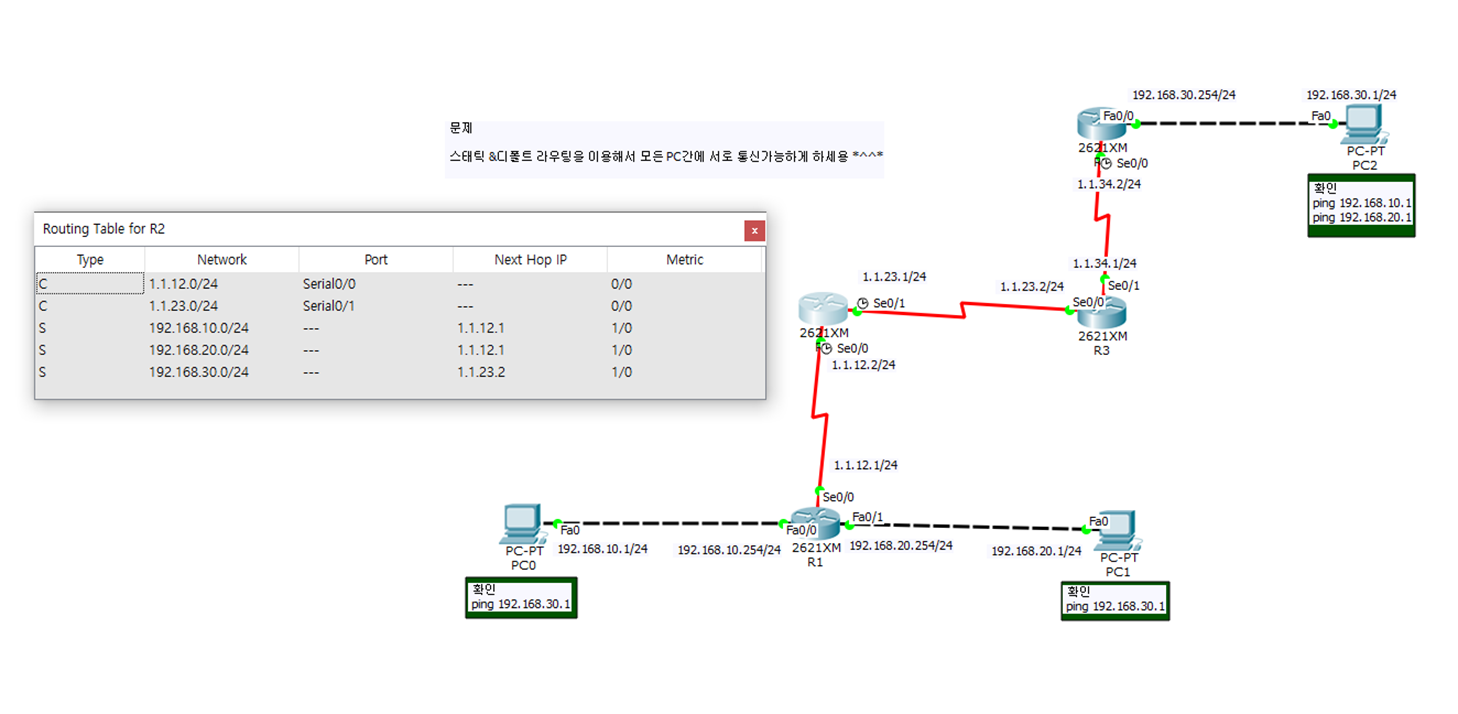 문제
스태틱 &디폴트 라우팅을 이용해서 모든 PC간에 서로 통신가능하게 하세용 *^^*
Routing Table for R2
x
Type Network Port Next Hop IP Metric
C 1.1.12.0/24 Serial0/0 --- 0/0
C 1.1.23.0/24 Serial0/1 --- 0/0
S 192.168.10.0/24 --- 1.1.12.1 1/0
S 192.168.20.0/24 --- 1.1.12.1 1/0
S 192.168.30.0/24 --- 1.1.23.2 1/0
192.168.30.254/24
192.168.30.1/24
Fa0/0
Fa0
2621XM
Se0/0
1.1.34.2/24
PC-PT
PC2
확인
ping 192.168.10.1
ping 192.168.20.1
1.1.34.1/24
Se0/1
1.1.23.1/24
1.1.23.2/24
Se0/1
Se0/0
2621XM
Se0/0
1.1.12.2/24
2621XM
R3
1.1.12.1/24
Se0/0
Fa0
192.168.10.1/24
PC-PT
PC0
확인
ping 192.168.30.1
Fa0/0
192.168.10.254/24
2621XM
R1
Fa0/1
192.168.20.254/24
Fa0
192.168.20.1/24
PC-PT
PC1
확인
ping 192.168.30.1